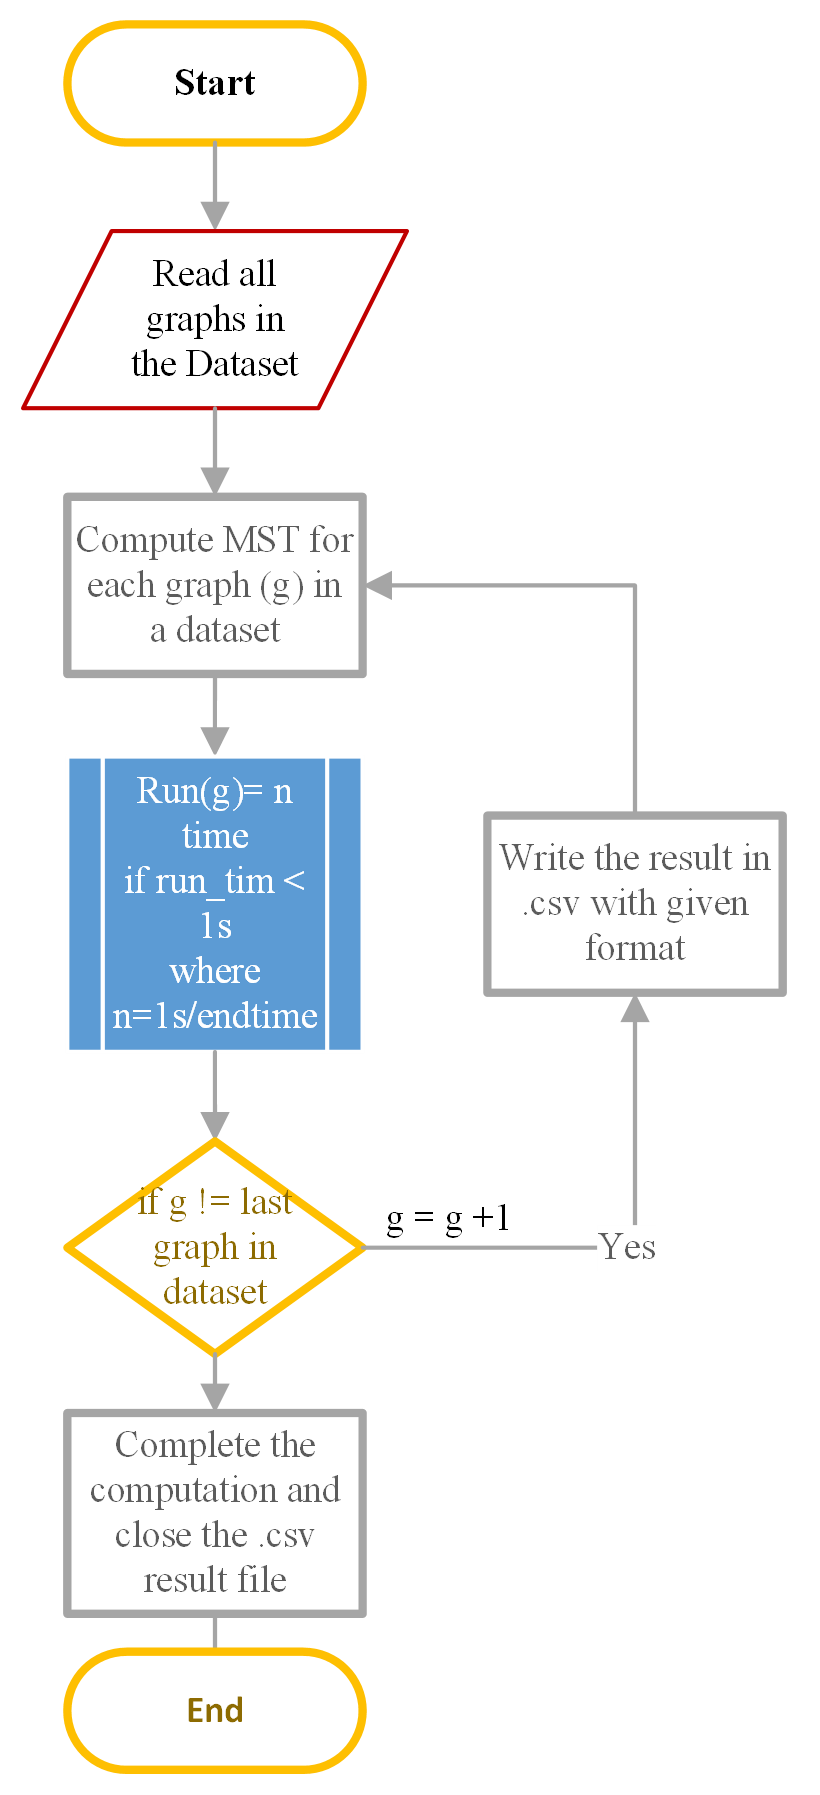 Start
Read all
graphs in
the Dataset
Compute MST for
each graph (g) in
a dataset
Run(g)= n
time
if run_tim <
1s
where
n=1s/endtime
Write the result in
.csv with given
format
if g != last
graph in
dataset
g = g +1
Yes
Complete the
computation and
close the .csv
result file
End